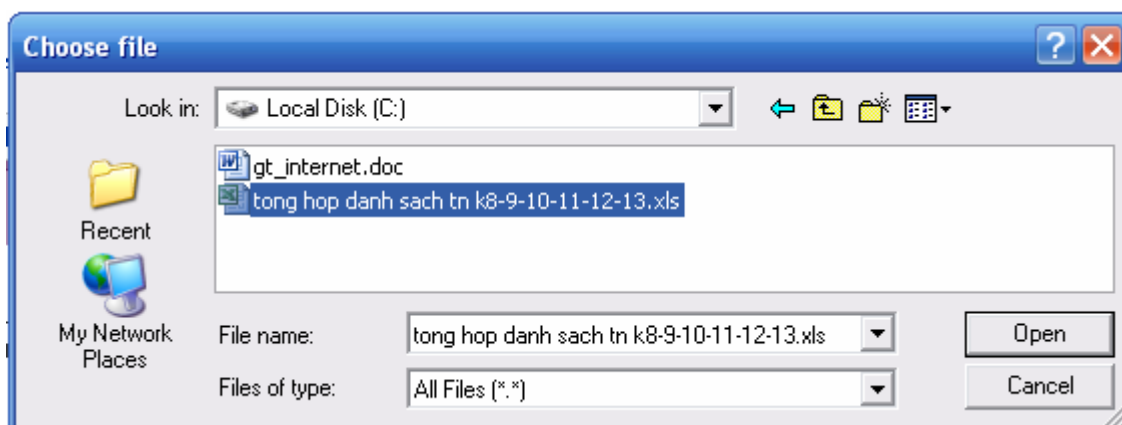 Choose file
Look in: Local Disk (C:)
gt_internet.doc
tong hop danh sach tn k8-9-10-11-12-13.xls
Recent
My Network
Places
File name: tong hop danh sach tn k8-9-10-11-12-13.xls Open
Files of type: All Files (*.*) Cancel